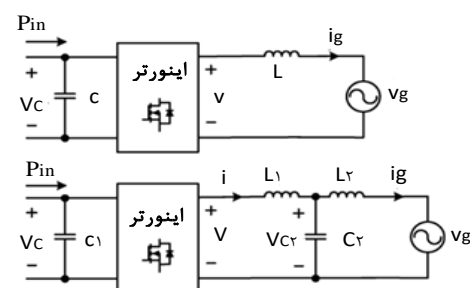 Pin
ig
اینورتر
+ + L
Vc c v vg
− −
Pin
i L۱ L۲ ig
اینورتر
+ + +
Vc c۱ V Vc۲ C۲ vg
− − −